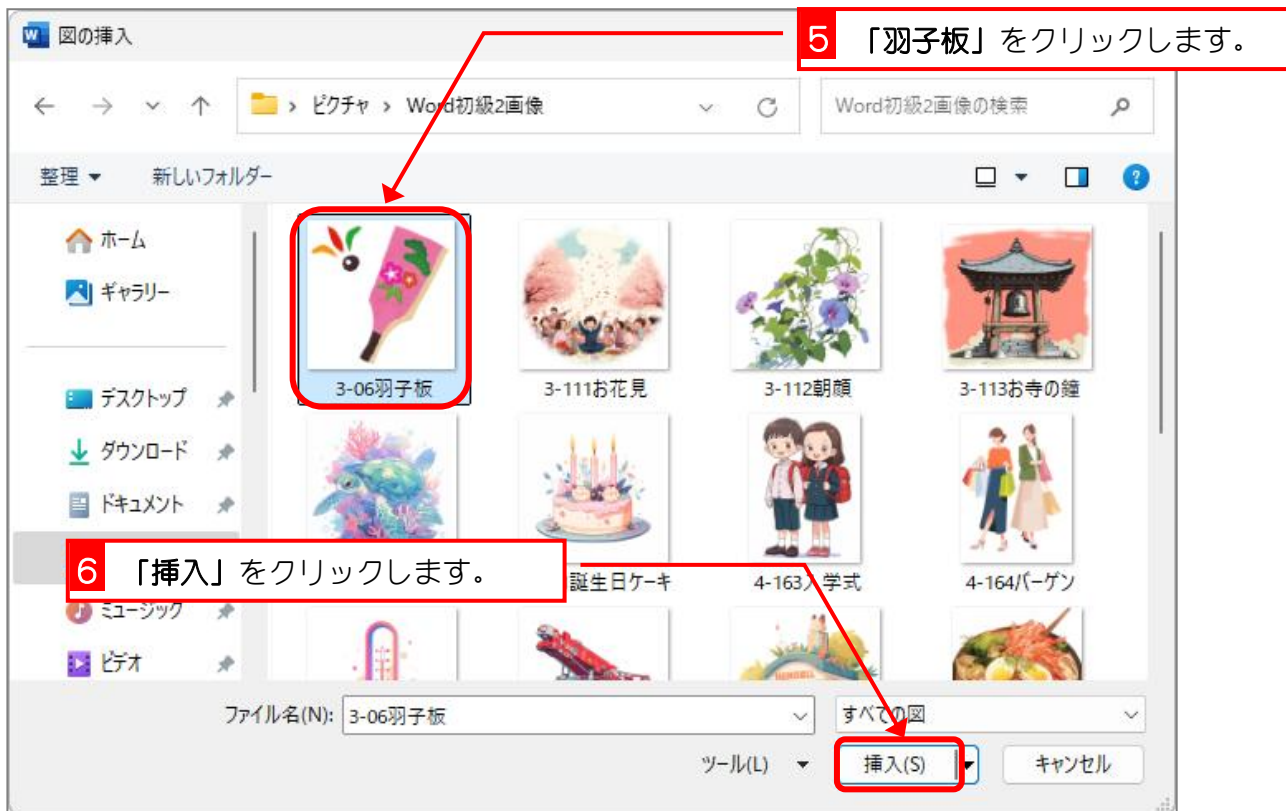 図の挿入
5 「羽子板」をクリックします。
ピクチャ › Word初級2画像
Word初級2画像の検索
整理
新しいフォルダー
ホーム
ギャラリー
デスクトップ
ダウンロード
ドキュメント
ミュージック
ビデオ
3-06羽子板
3-111お花見
3-112朝顔
3-113お寺の鐘
6 「挿入」をクリックします。
誕生日ケーキ
4-163入学式
4-164バーゲン
ファイル名(N): 3-06羽子板
すべての図
ツール(L)
挿入(S)
キャンセル